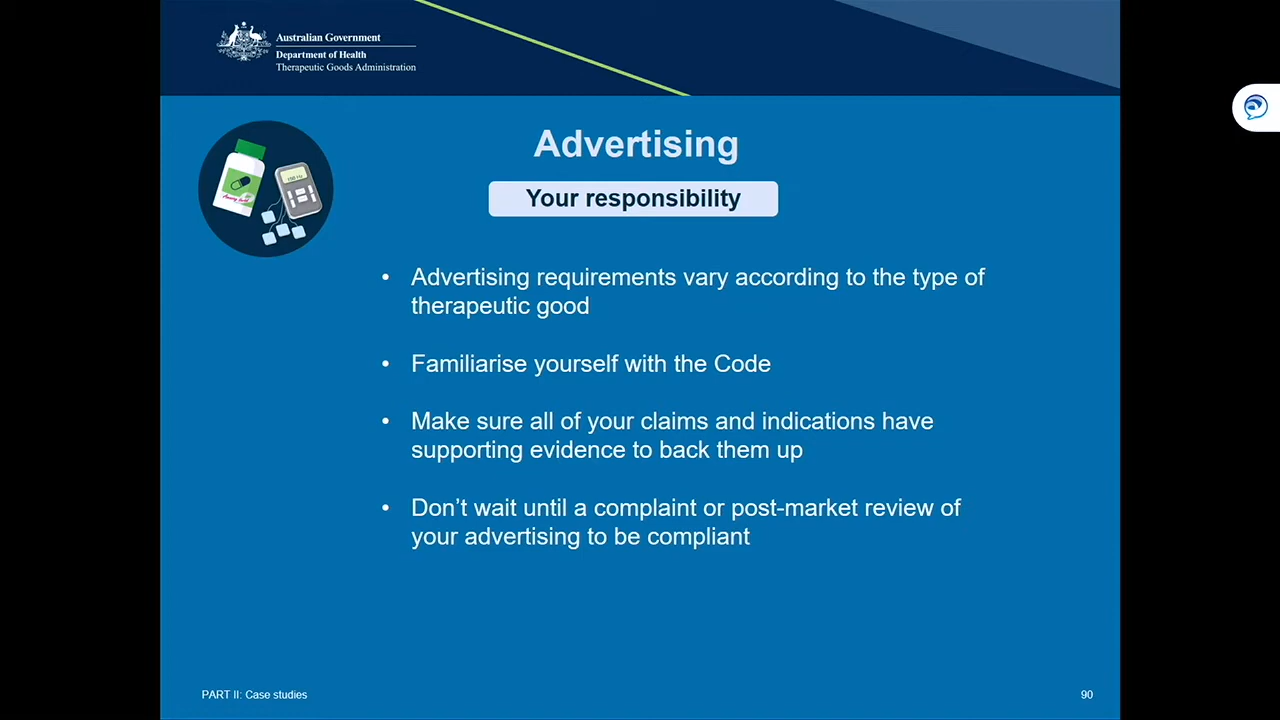 Australian Government
Department of Health
Therapeutic Goods Administration
Advertising
Your responsibility
• Advertising requirements vary according to the type of
therapeutic good
• Familiarise yourself with the Code
• Make sure all of your claims and indications have
supporting evidence to back them up
• Don’t wait until a complaint or post-market review of
your advertising to be compliant
PART II: Case studies
90